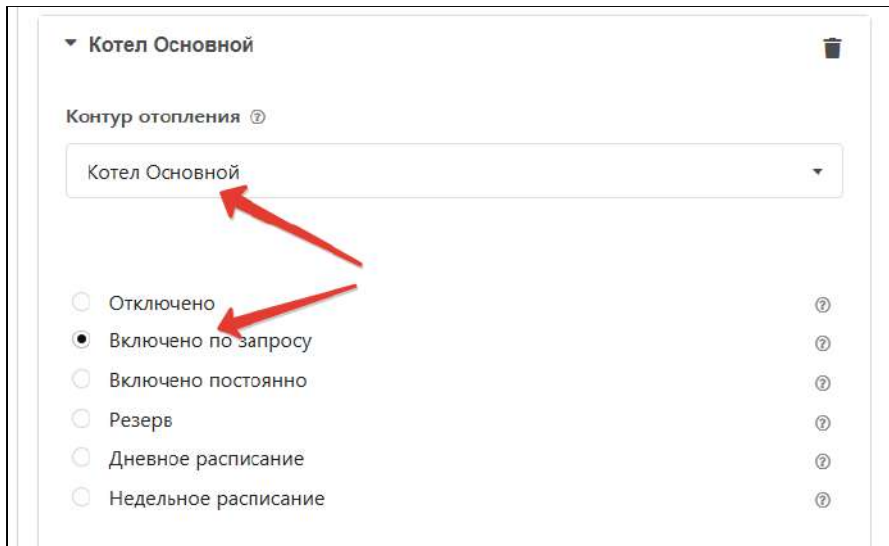 Котел Основной
Контур отопления
Котел Основной
Отключено
Включено по запросу
Включено постоянно
Резерв
Дневное расписание
Недельное расписание